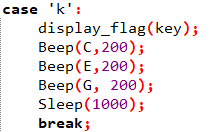 case 'k':
display_flag(key);
Beep(C,200);
Beep(E,200);
Beep(G, 200);
Sleep(1000);
break;